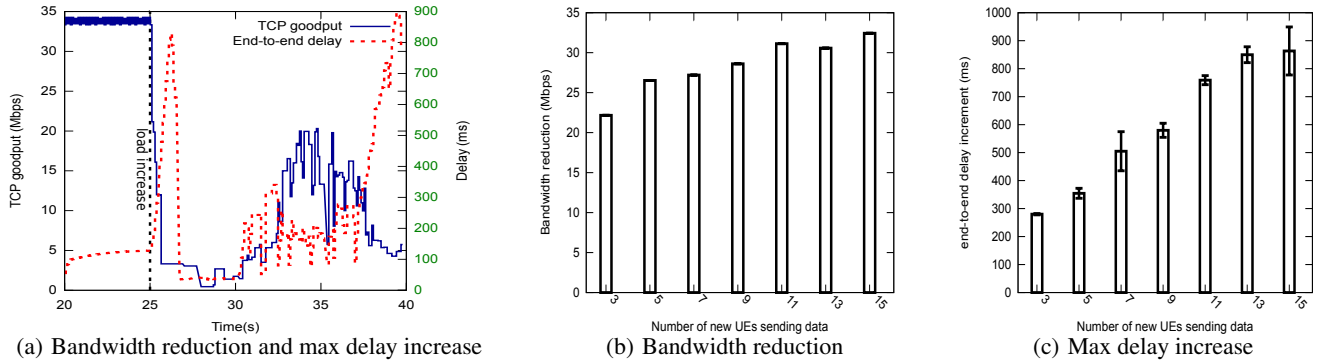 TCP goodput
End-to-end delay
TCP goodput (Mbps)
35
30
25
20
15
10
5
0
load increase
900
800
700
600
500
400
300
200
100
0
Delay (ms)
20 25 30 35 40
Time(s)
(a) Bandwidth reduction and max delay increase
Bandwidth reduction (Mbps)
35
30
25
20
15
10
5
0
3 5 7 9 11 13 15
Number of new UEs sending data
(b) Bandwidth reduction
end-to-end delay increment (ms)
1000
900
800
700
600
500
400
300
200
100
0
3 5 7 9 11 13 15
Number of new UEs sending data
(c) Max delay increase